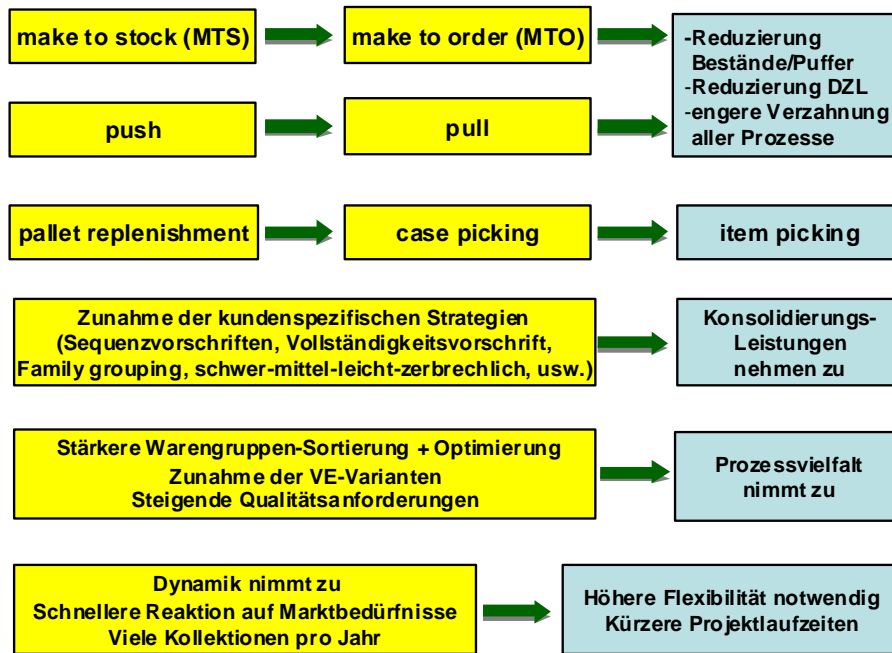 make to stock (MTS)
make to order (MTO)
-Reduzierung
Bestände/Puffer
-Reduzierung DZL
-engere Verzahnung
aller Prozesse
push
pull
pallet replenishment
case picking
item picking
Zunahme der kundenspezifischen Strategien
(Sequenzvorschriften, Vollständigkeitsvorschrift,
Family grouping, schwer-mittel-leicht-zerbrechlich, usw.)
Konsolidierungs-
Leistungen
nehmen zu
Stärkere Warengruppen-Sortierung + Optimierung
Zunahme der VE-Varianten
Steigende Qualitätsanforderungen
Prozessvielfalt
nimmt zu
Dynamik nimmt zu
Schnellere Reaktion auf Marktbedürfnisse
Viele Kollektionen pro Jahr
Höhere Flexibilität notwendig
Kürzere Projektlaufzeiten